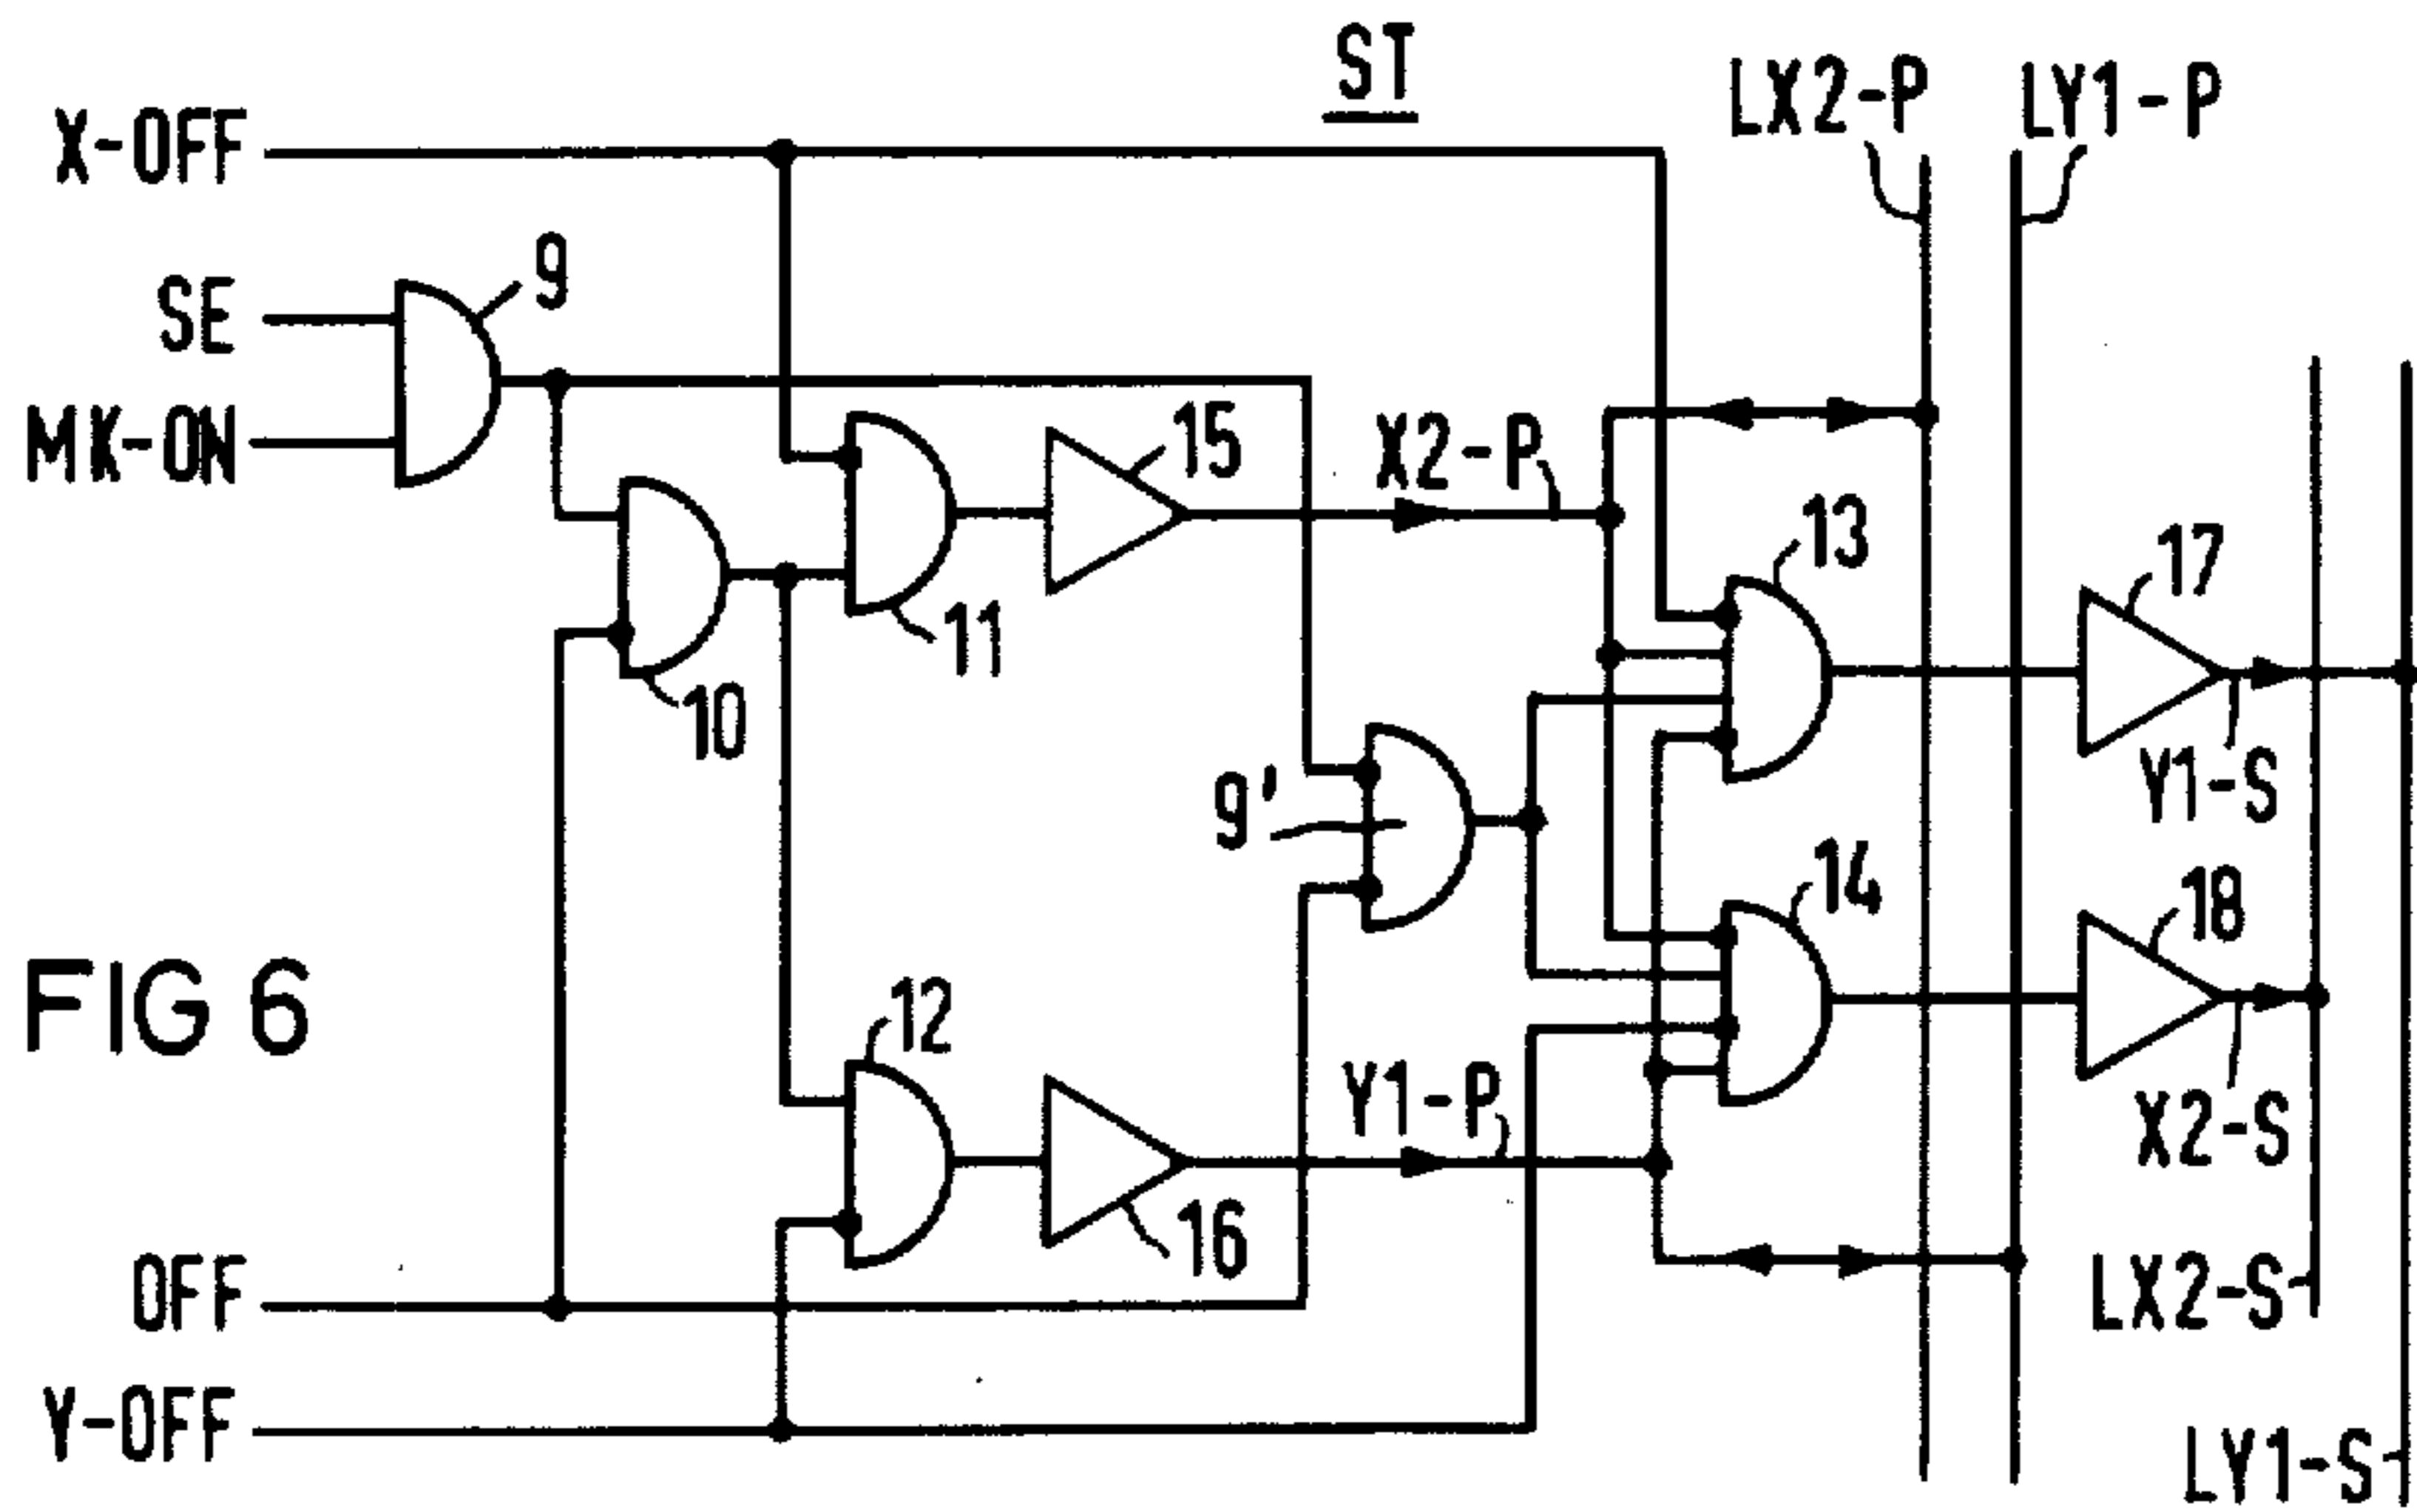 ST
LX2-P
LY1-P
X-OFF
9
SE
MK-ON
15
X2-P
13
17
11
10
9'
Y1-S
14
18
FIG 6
12
Y1-P
X2-S
16
OFF
LX2-S
Y-OFF
LY1-S